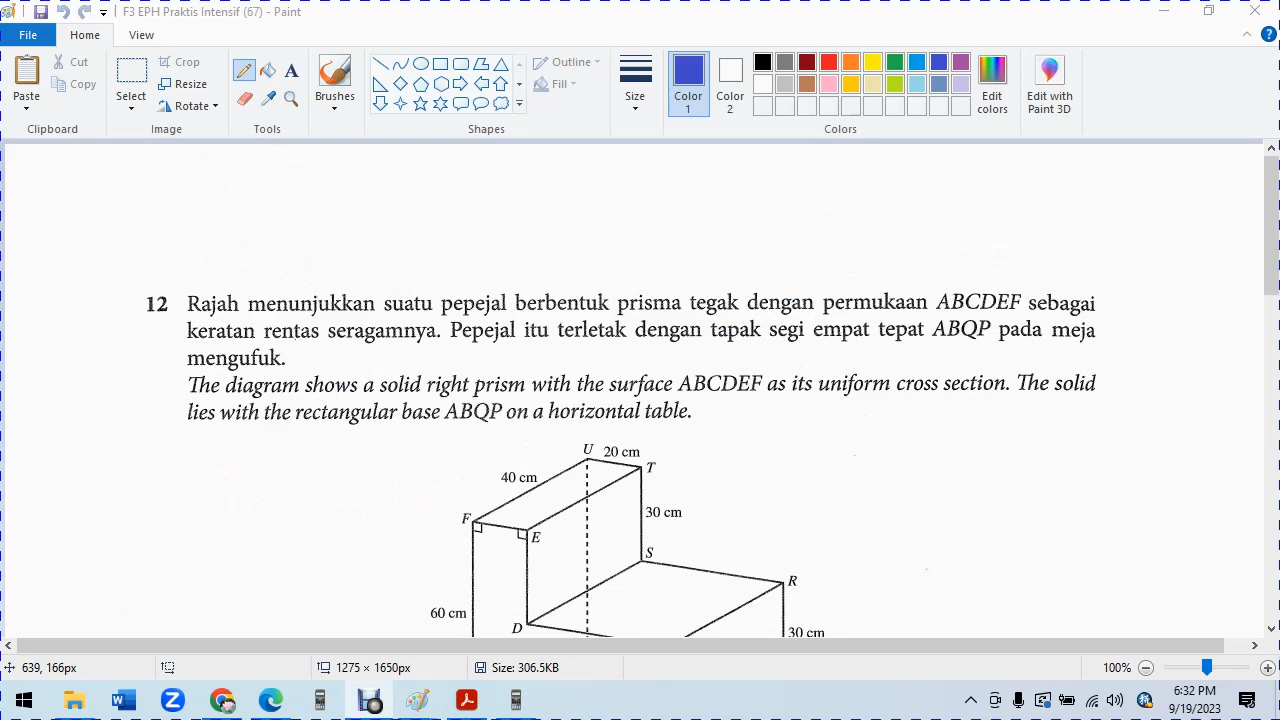 F3 EPH Praktis Intensif (67) - Paint
File Home View
Paste
Cut
Copy
Clipboard
Select
Crop
Resize
Rotate
Image
A
Tools
Brushes
Outline
Fill
Shapes
Size
Color 1
Color 2
Edit colors
Colors
Edit with Paint 3D
12 Rajah menunjukkan suatu pepejal berbentuk prisma tegak dengan permukaan ABCDEF sebagai
keratan rentas seragamnya. Pepejal itu terletak dengan tapak segi empat tepat ABQP pada meja
mengufuk.
The diagram shows a solid right prism with the surface ABCDEF as its uniform cross section. The solid
lies with the rectangular base ABQP on a horizontal table.
U 20 cm
T
40 cm
30 cm
F
E
S
R
60 cm
D
30 cm
639, 166px
1275 × 1650px
Size: 306.5KB
100%
6:32 PM
9/19/2023